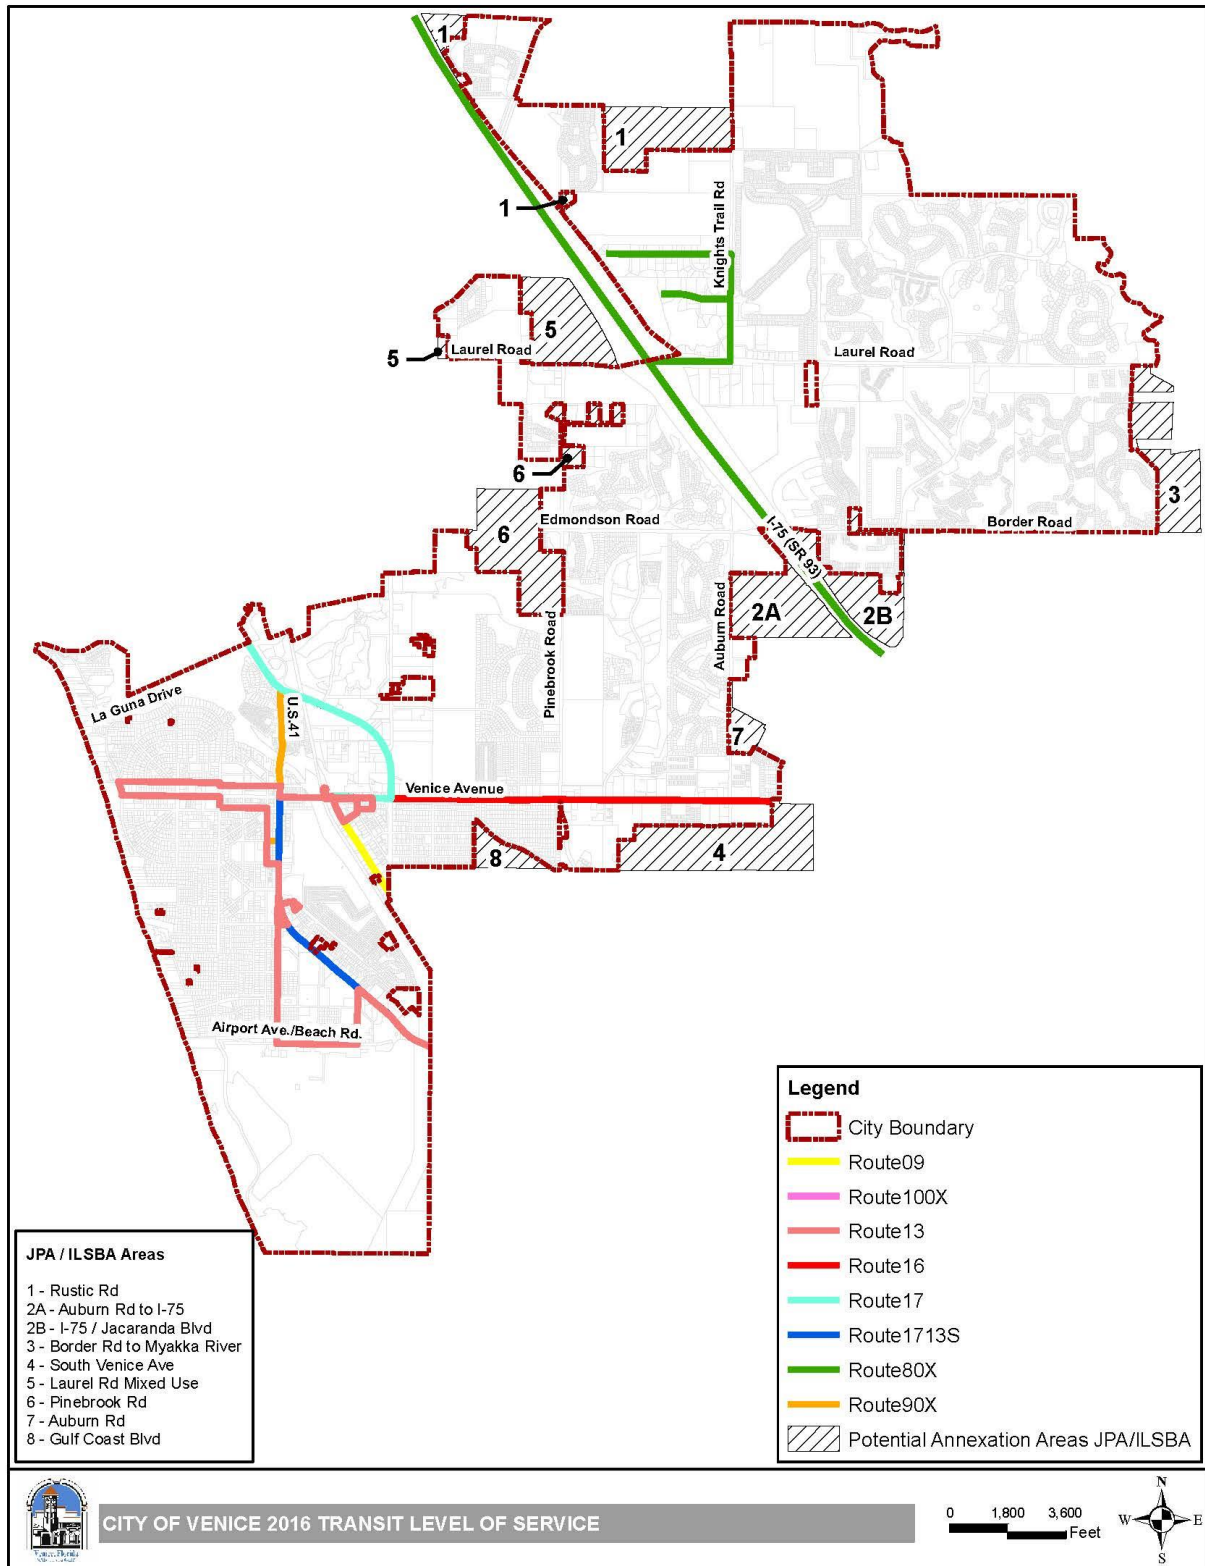 1
1
1
Knights Trail Rd
5
5
Laurel Road
Laurel Road
6
3
6
Edmondson Road
I-75 (SR 93)
Border Road
2A
2B
Auburn Road
Pinebrook Road
La Guna Drive
U.S.41
7
Venice Avenue
8
4
Airport Ave./Beach Rd.
Legend
City Boundary
Route09
Route100X
Route13
Route16
Route17
Route1713S
Route80X
Route90X
Potential Annexation Areas JPA/ILSBA
JPA / ILSBA Areas
1 - Rustic Rd
2A - Auburn Rd to I-75
2B - I-75 / Jacaranda Blvd
3 - Border Rd to Myakka River
4 - South Venice Ave
5 - Laurel Rd Mixed Use
6 - Pinebrook Rd
7 - Auburn Rd
8 - Gulf Coast Blvd
Venice, Florida
CITY OF VENICE 2016 TRANSIT LEVEL OF SERVICE
0 1,800 3,600
Feet
N
W E
S